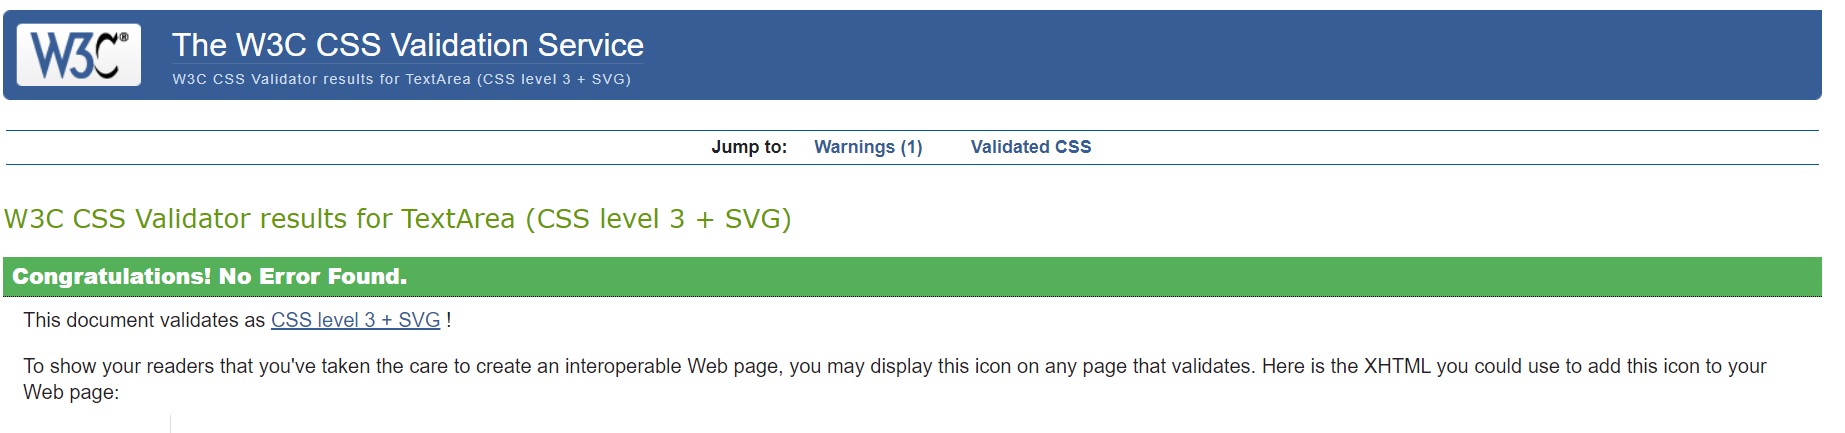 W3C®
The W3C CSS Validation Service
W3C CSS Validator results for TextArea (CSS level 3 + SVG)
Jump to: Warnings (1) Validated CSS
W3C CSS Validator results for TextArea (CSS level 3 + SVG)
Congratulations! No Error Found.
This document validates as CSS level 3 + SVG !
To show your readers that you've taken the care to create an interoperable Web page, you may display this icon on any page that validates. Here is the XHTML you could use to add this icon to your
Web page: